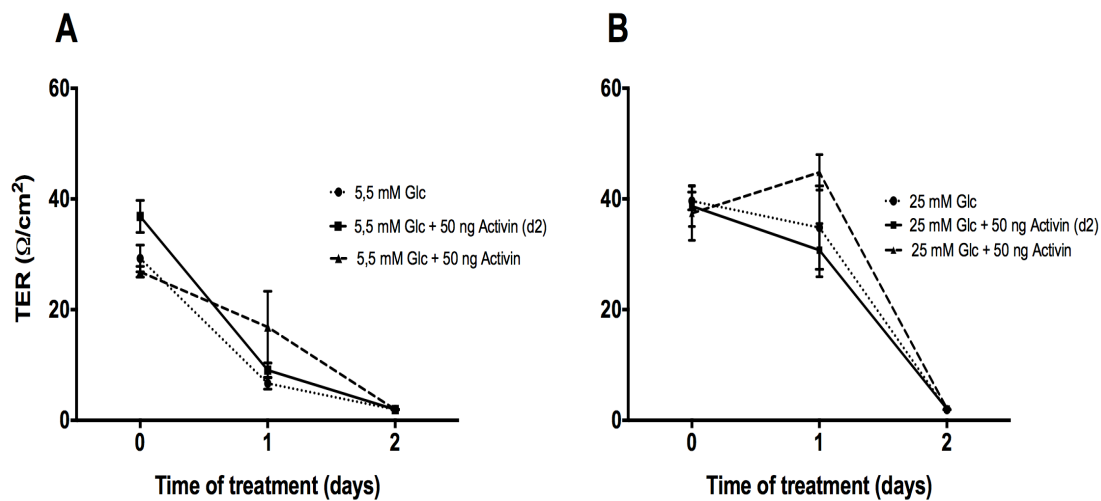 A
TER (Ω/cm²)
60
40
20
0
5,5 mM Glc
5,5 mM Glc + 50 ng Activin (d2)
5,5 mM Glc + 50 ng Activin
0 1 2
Time of treatment (days)
B
60
40
20
0
25 mM Glc
25 mM Glc + 50 ng Activin (d2)
25 mM Glc + 50 ng Activin
0 1 2
Time of treatment (days)